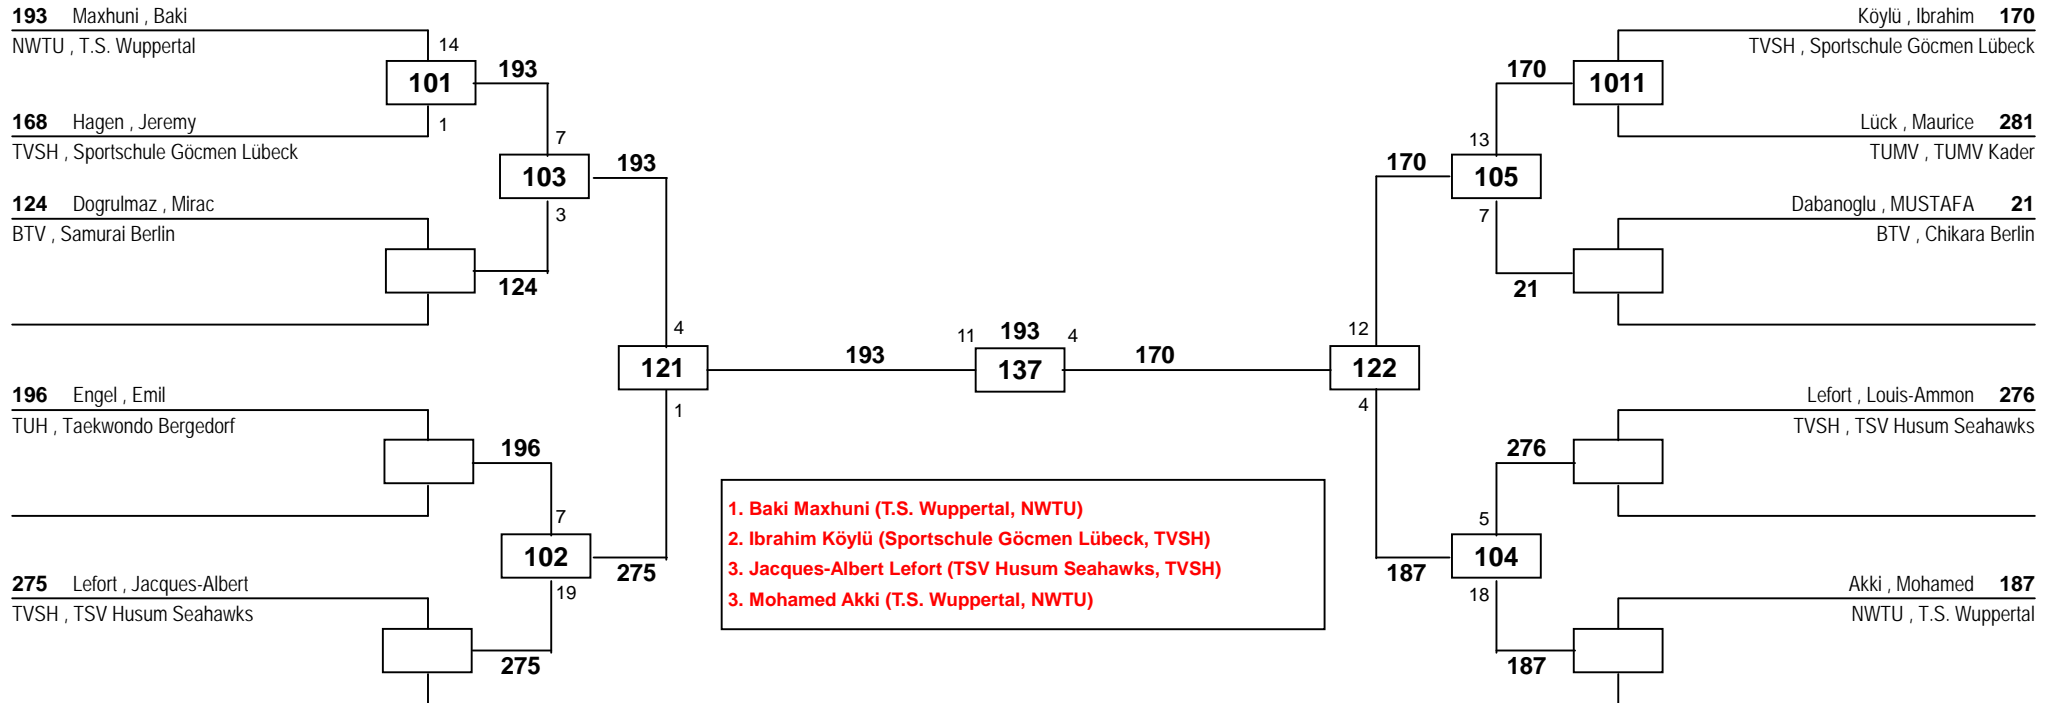 193 Maxhuni , Baki
NWTU , T.S. Wuppertal
14
101
193
168 Hagen , Jeremy
1
TVSH , Sportschule Göcmen Lübeck
7
103
193
124 Dogrulmaz , Mirac
3
BTV , Samurai Berlin
124
4
121
193
1
196 Engel , Emil
TUH , Taekwondo Bergedorf
196
7
102
275
19
275 Lefort , Jacques-Albert
TVSH , TSV Husum Seahawks
275
11 193 4
137
170
Köylü , Ibrahim 170
TVSH , Sportschule Göcmen Lübeck
170
1011
Lück , Maurice 281
TUMV , TUMV Kader
13
170
105
7
Dabanoglu , MUSTAFA 21
BTV , Chikara Berlin
21
12
122
4
Lefort , Louis-Ammon 276
TVSH , TSV Husum Seahawks
276
5
104
187
18
Akki , Mohamed 187
NWTU , T.S. Wuppertal
187
1. Baki Maxhuni (T.S. Wuppertal, NWTU)
2. Ibrahim Köylü (Sportschule Göcmen Lübeck, TVSH)
3. Jacques-Albert Lefort (TSV Husum Seahawks, TVSH)
3. Mohamed Akki (T.S. Wuppertal, NWTU)